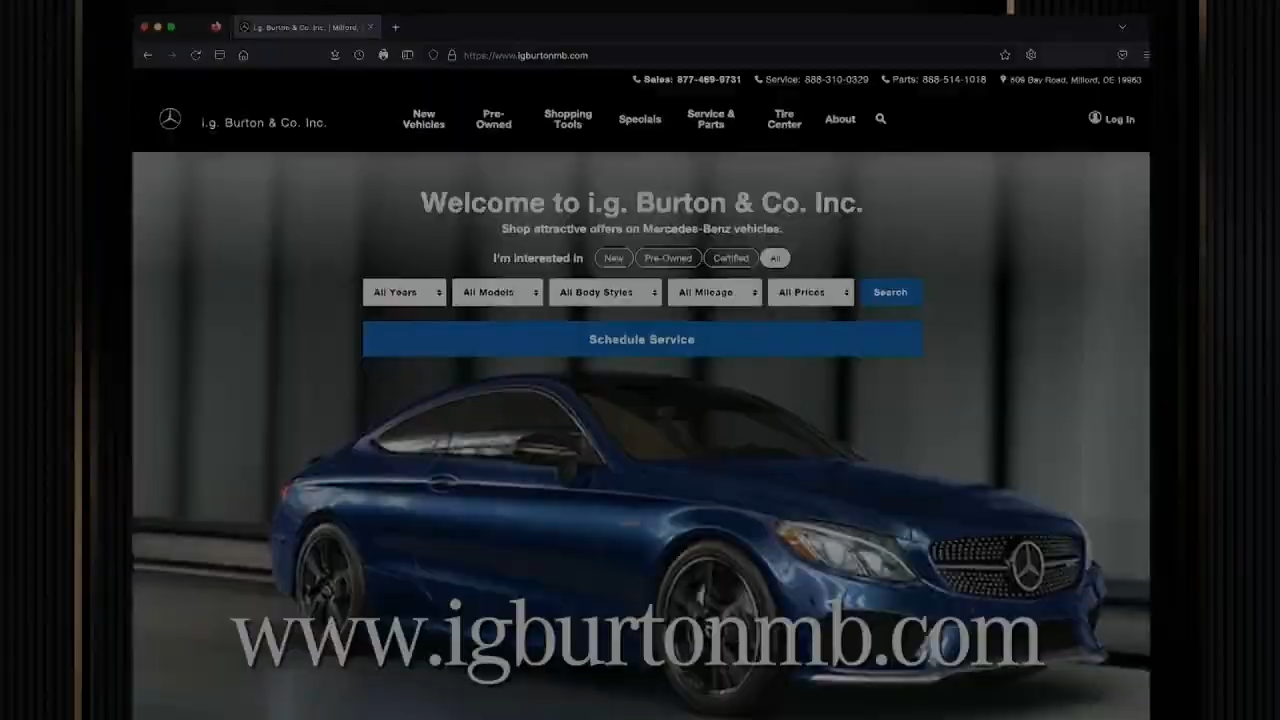 i.g. Burton & Co. Inc. | Milford,
https://www.igburtonmb.com
Sales: 877-469-9731 Service: 888-310-0329 Parts: 888-514-1018 609 Bay Road, Milford, DE 19963
i.g. Burton & Co. Inc.
New Vehicles
Pre-Owned
Shopping Tools
Specials
Service & Parts
Tire Center
About
Log In
Welcome to i.g. Burton & Co. Inc.
Shop attractive offers on Mercedes-Benz vehicles.
I'm interested in New Pre-Owned Certified All
All Years All Models All Body Styles All Mileage All Prices Search
Schedule Service
www.igburtonmb.com